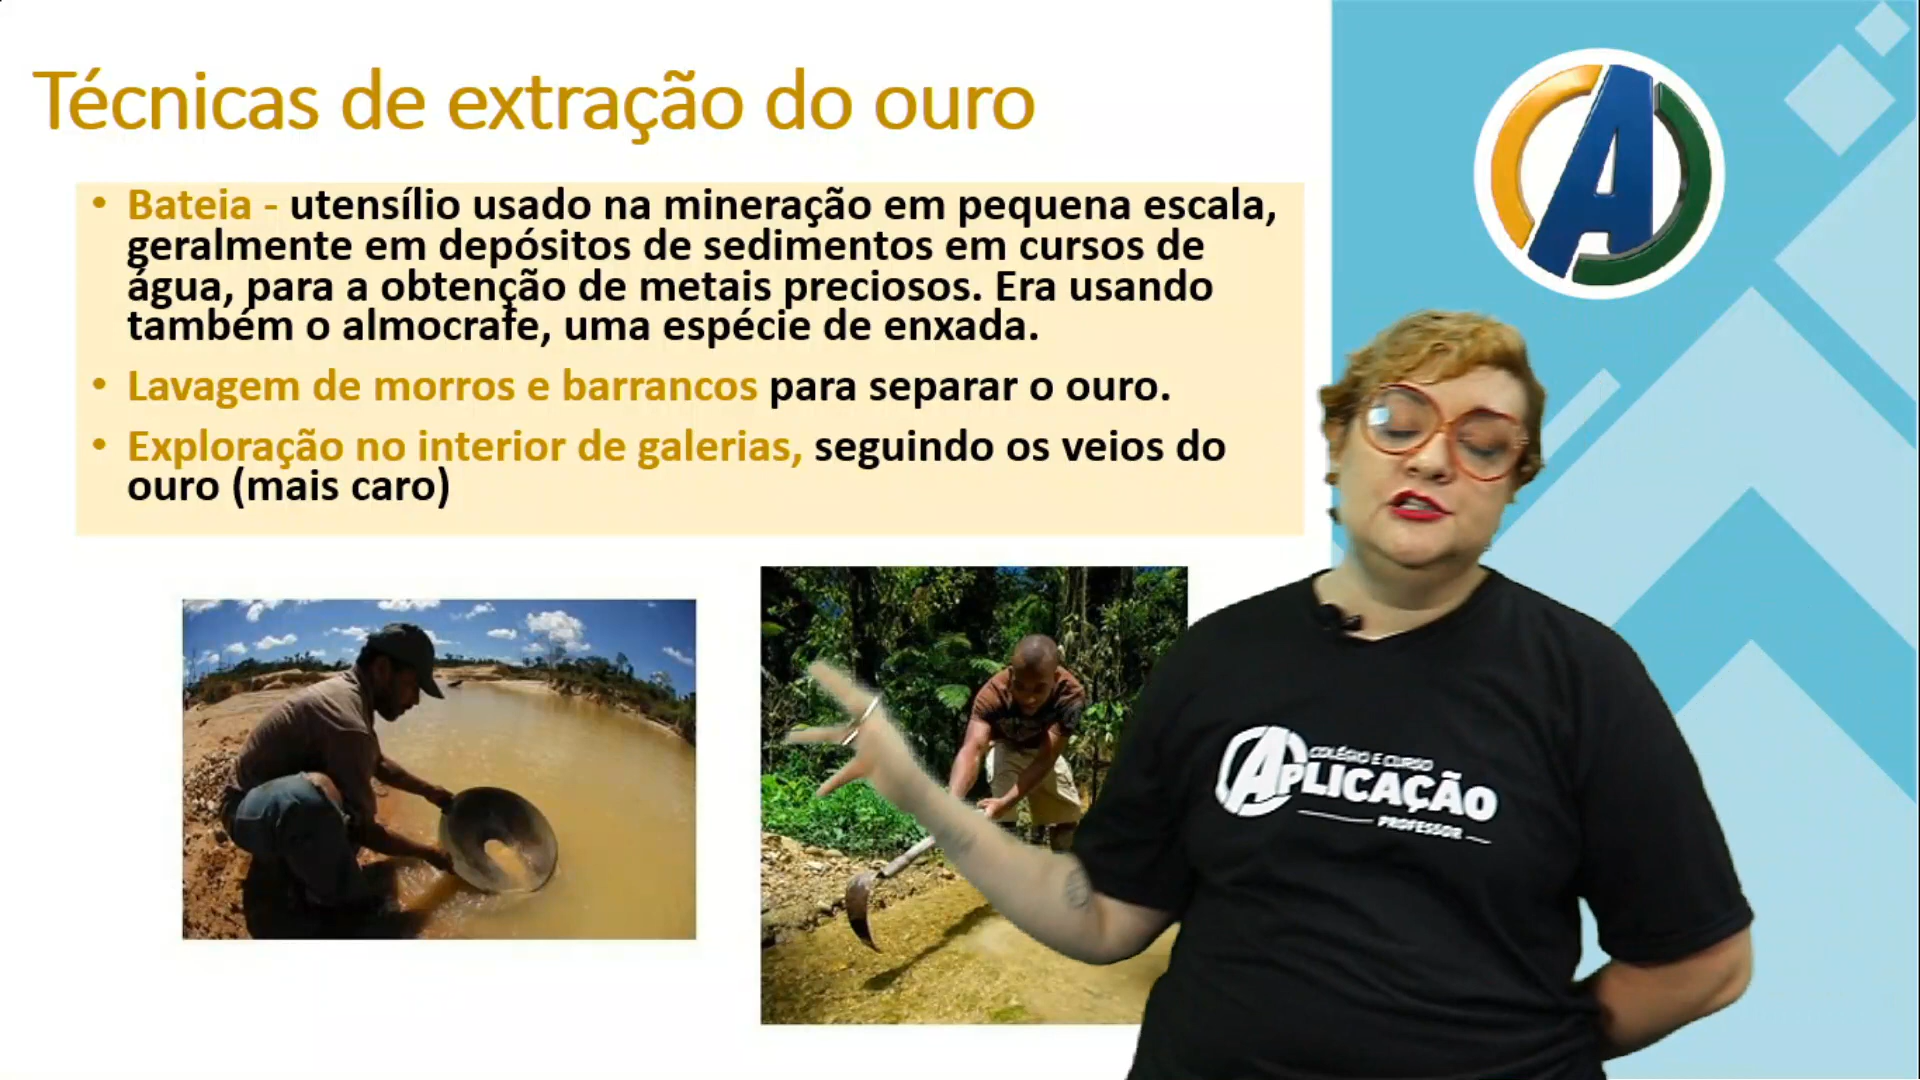 Técnicas de extração do ouro
• Bateia - utensílio usado na mineração em pequena escala,
geralmente em depósitos de sedimentos em cursos de
água, para a obtenção de metais preciosos. Era usando
também o almocrafe, uma espécie de enxada.
• Lavagem de morros e barrancos para separar o ouro.
• Exploração no interior de galerias, seguindo os veios do
ouro (mais caro)
A
COLÉGIO E CURSO
APLICAÇÃO
PROFESSOR